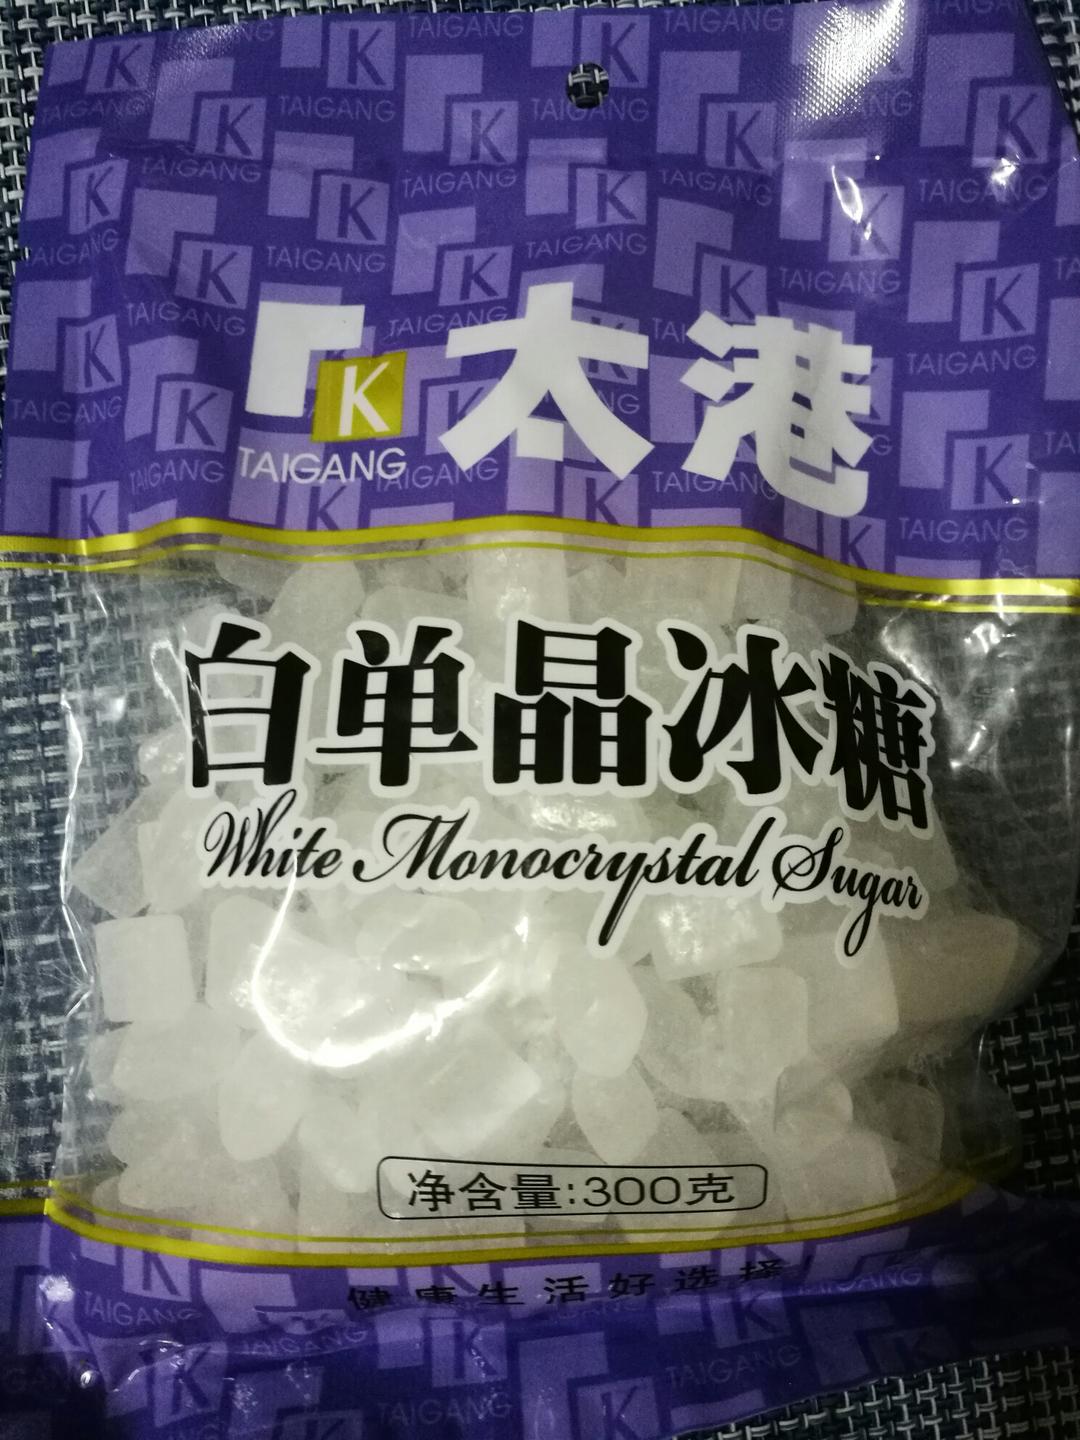 K 太港
TAIGANG
白单晶冰糖
White Monocrystal Sugar
净含量:300克
健康生活好选择!